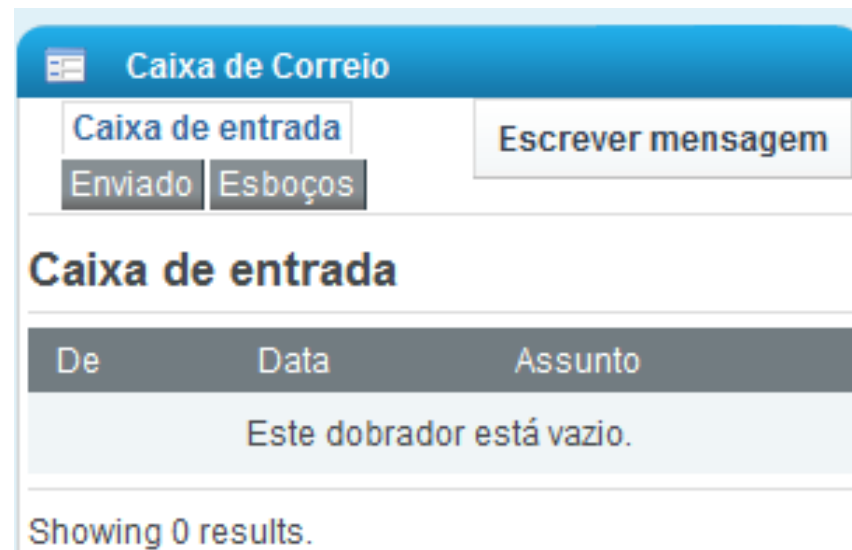 Caixa de Correio
Caixa de entrada
Escrever mensagem
Enviado Esboços
Caixa de entrada
De Data Assunto
Este dobrador está vazio.
Showing 0 results.